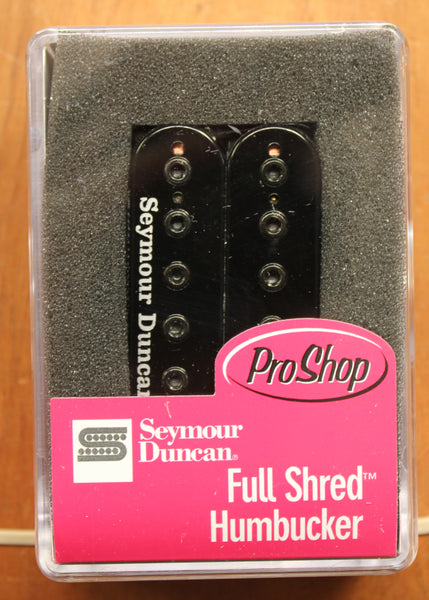 Seymour Duncan
ProShop
Seymour
Duncan®
Full Shred™
Humbucker